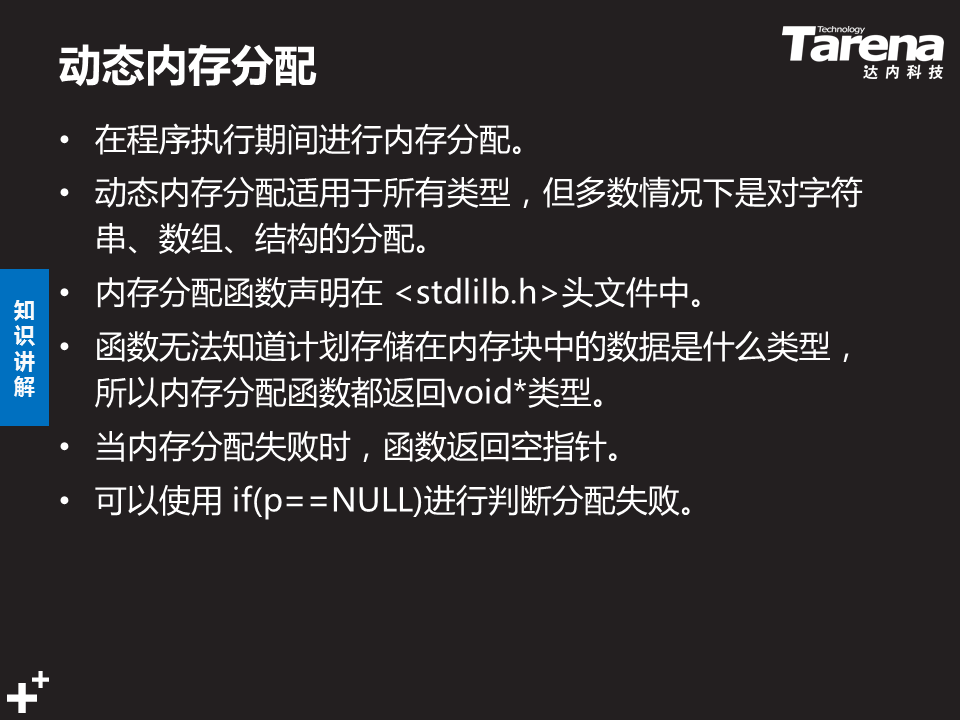 Technology
Tarena
达内科技
动态内存分配
• 在程序执行期间进行内存分配。
• 动态内存分配适用于所有类型，但多数情况下是对字符
串、数组、结构的分配。
• 内存分配函数声明在 <stdlilb.h>头文件中。
• 函数无法知道计划存储在内存块中的数据是什么类型，
所以内存分配函数都返回void*类型。
• 当内存分配失败时，函数返回空指针。
• 可以使用 if(p==NULL)进行判断分配失败。
知
识
讲
解